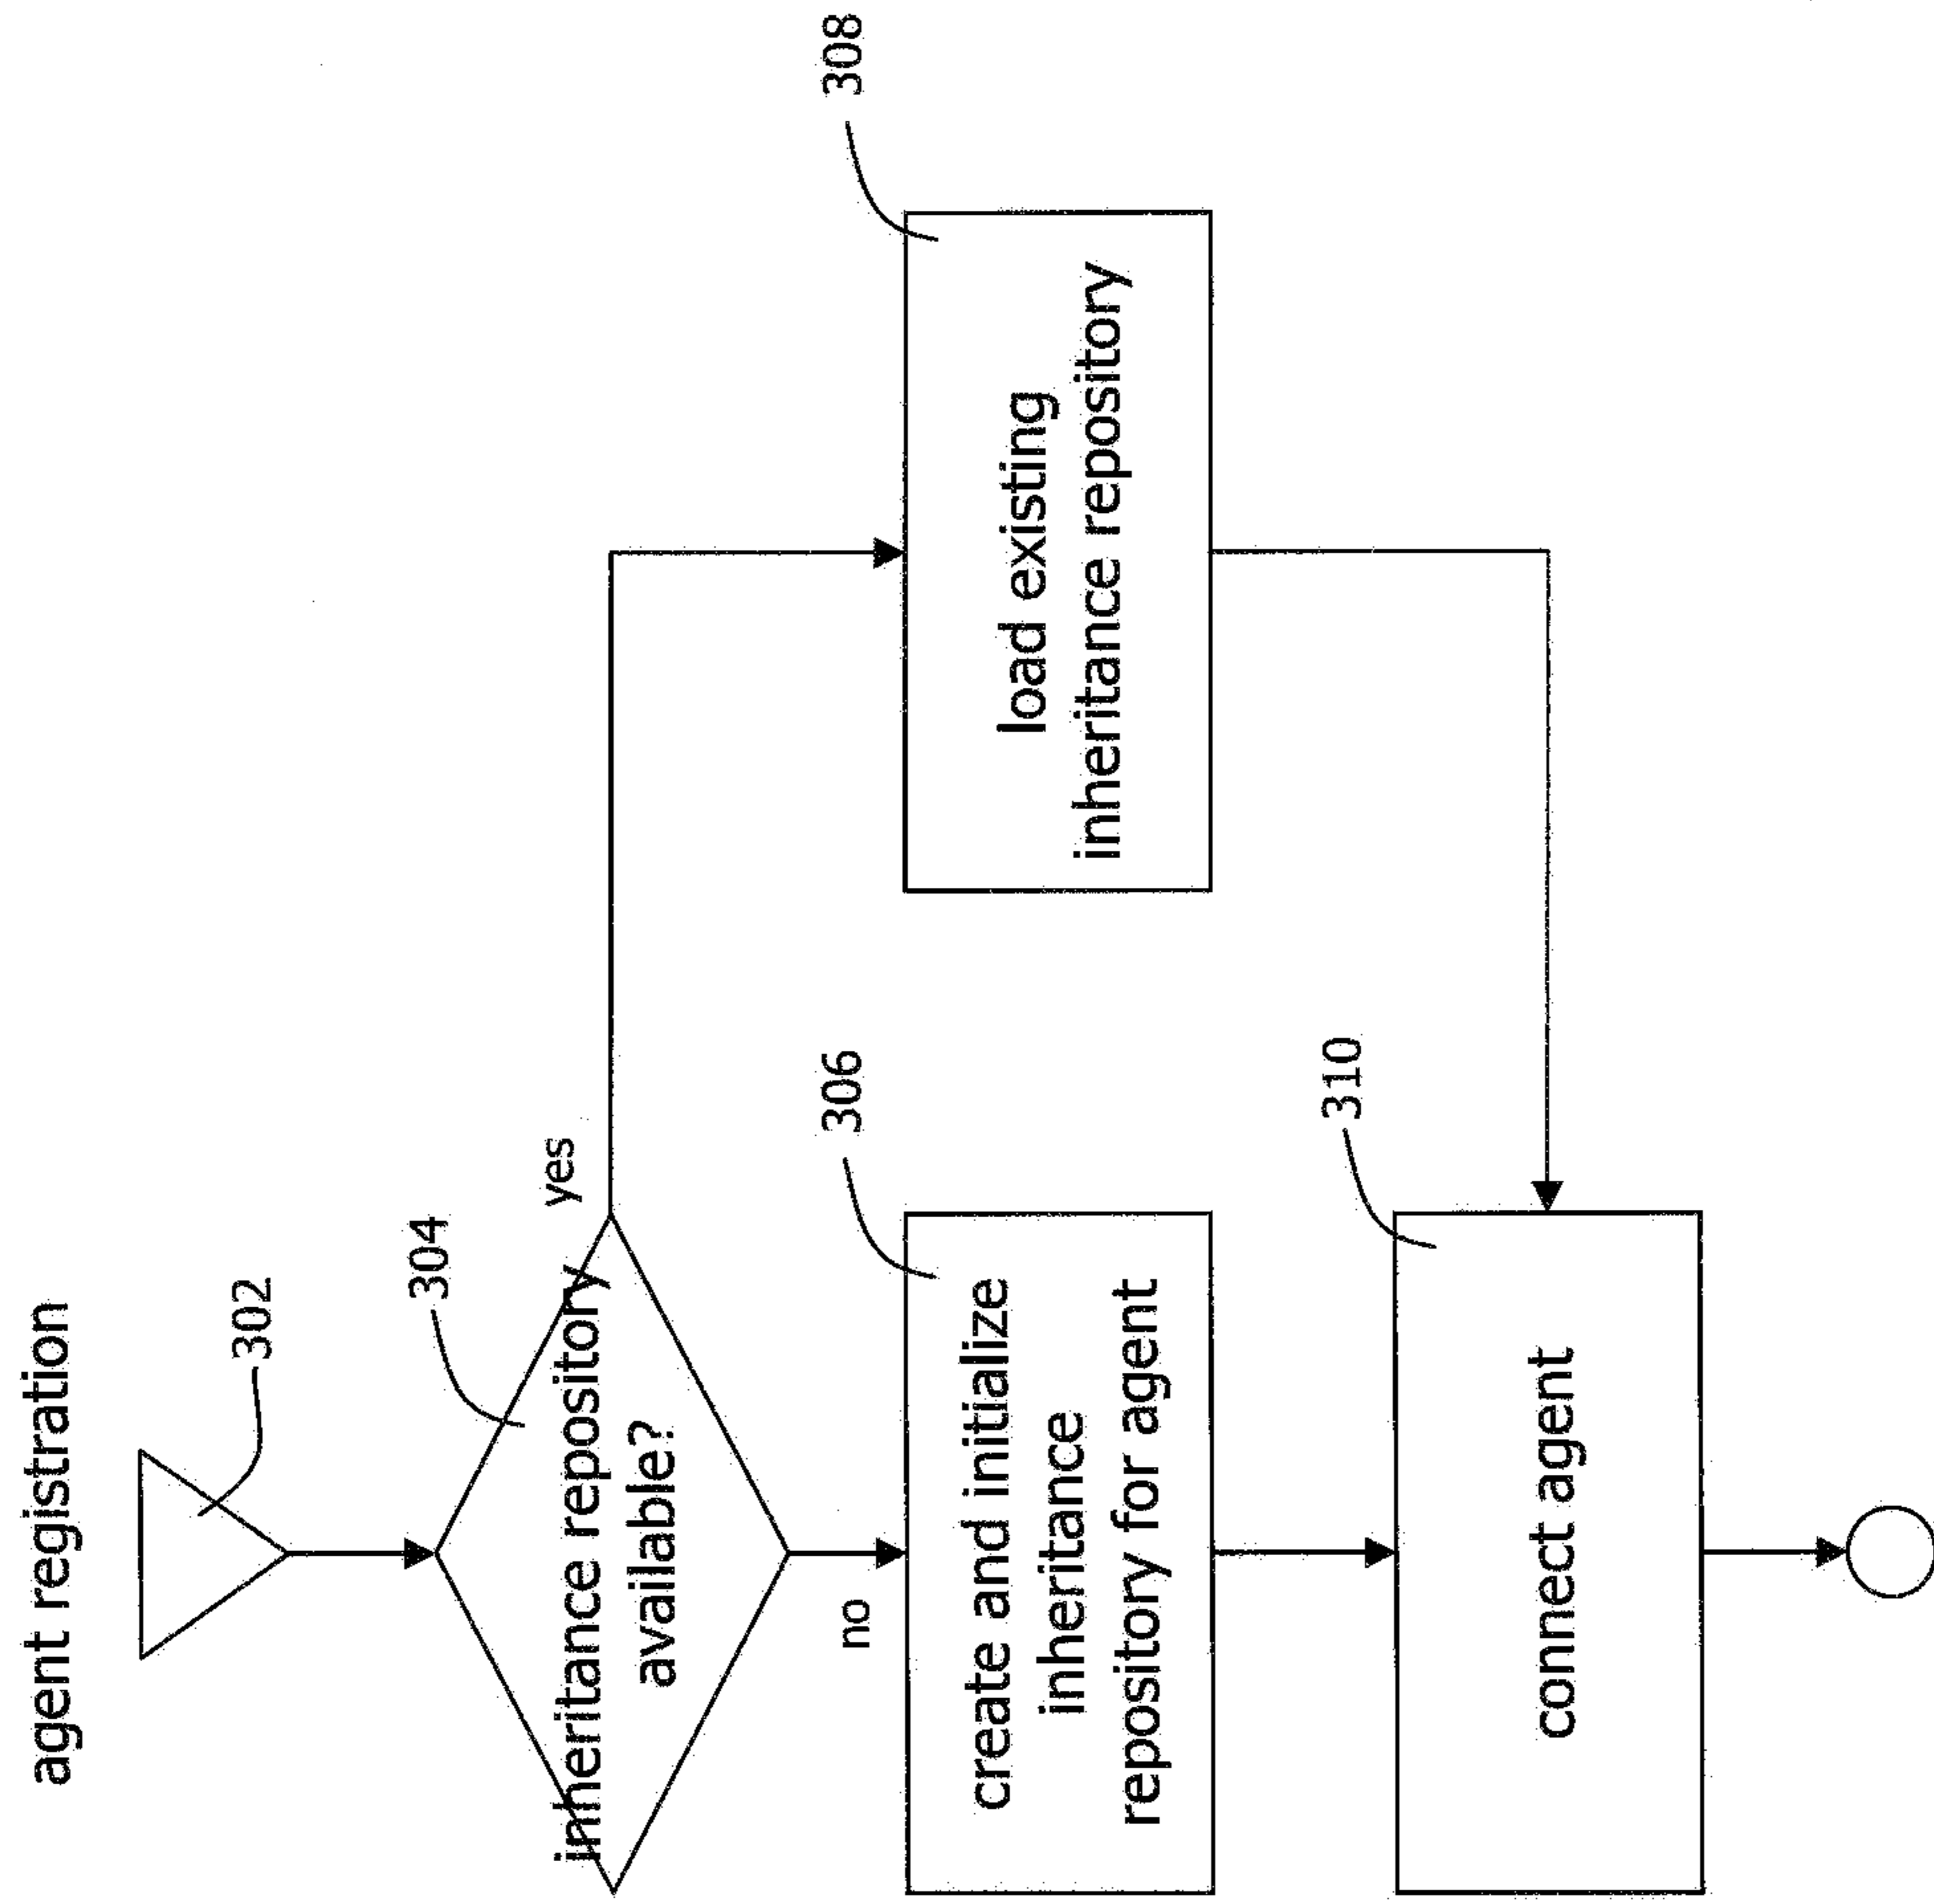 agent registration
302
304
inheritance repository
available?
yes
no
306
create and initialize
inheritance
repository for agent
308
load existing
inheritance repository
310
connect agent